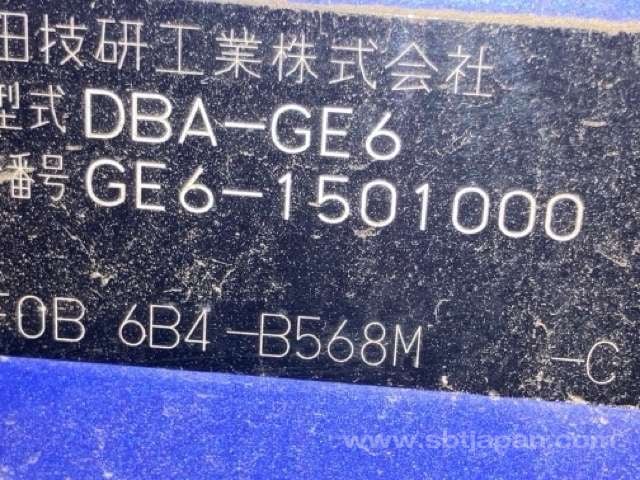 田技研工業株式会社
型式 DBA-GE6
番号 GE6-1501000
0B 6B4-B568M -C
www.sbtjapan.com